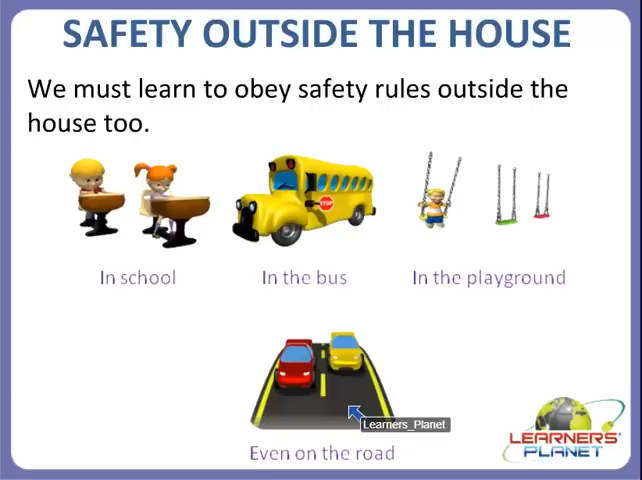 SAFETY OUTSIDE THE HOUSE
We must learn to obey safety rules outside the
house too.
STOP
In school
In the bus
In the playground
Learners_Planet
Even on the road
LEARNERS'
PLANET